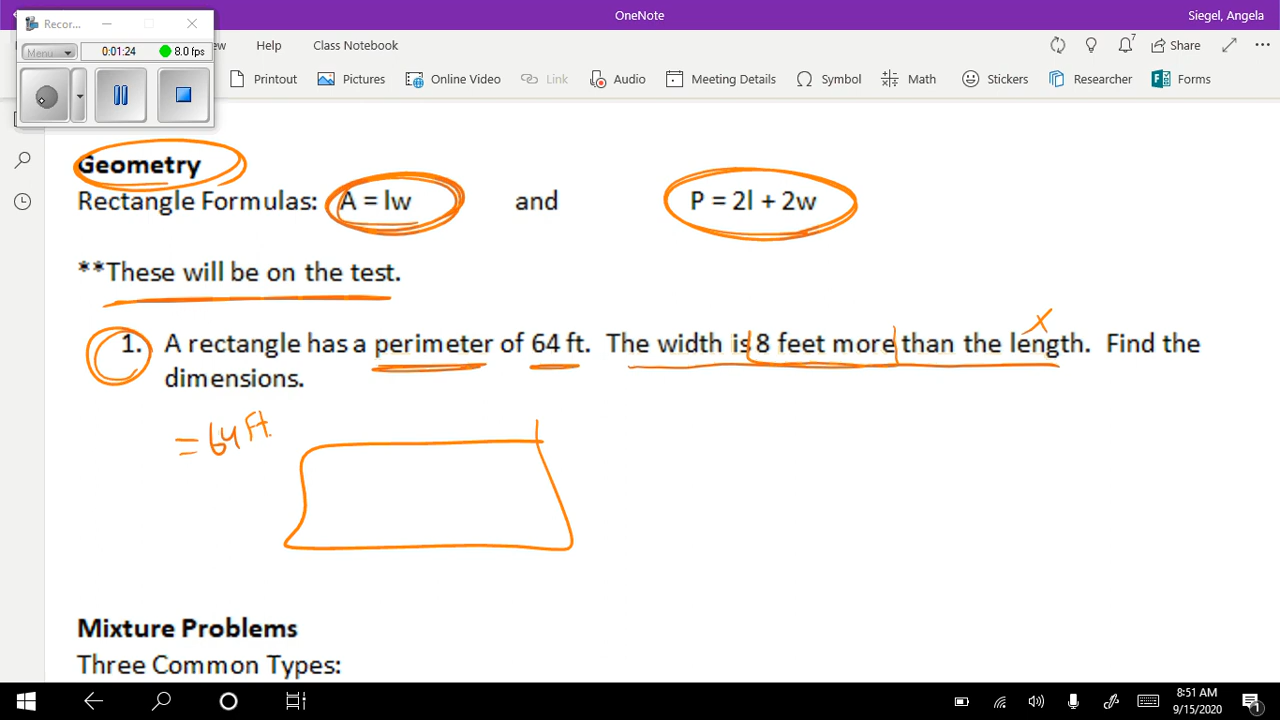 Recor...
OneNote
Siegel, Angela
Menu
0:01:24
8.0 fps
Help
Class Notebook
Share
Printout
Pictures
Online Video
Link
Audio
Meeting Details
Symbol
Math
Stickers
Researcher
Forms
Geometry
Rectangle Formulas: A = lw and P = 2l + 2w
**These will be on the test.
x
1. A rectangle has a perimeter of 64 ft. The width is 8 feet more than the length. Find the
dimensions.
= 64 ft
Mixture Problems
Three Common Types:
8:51 AM
9/15/2020